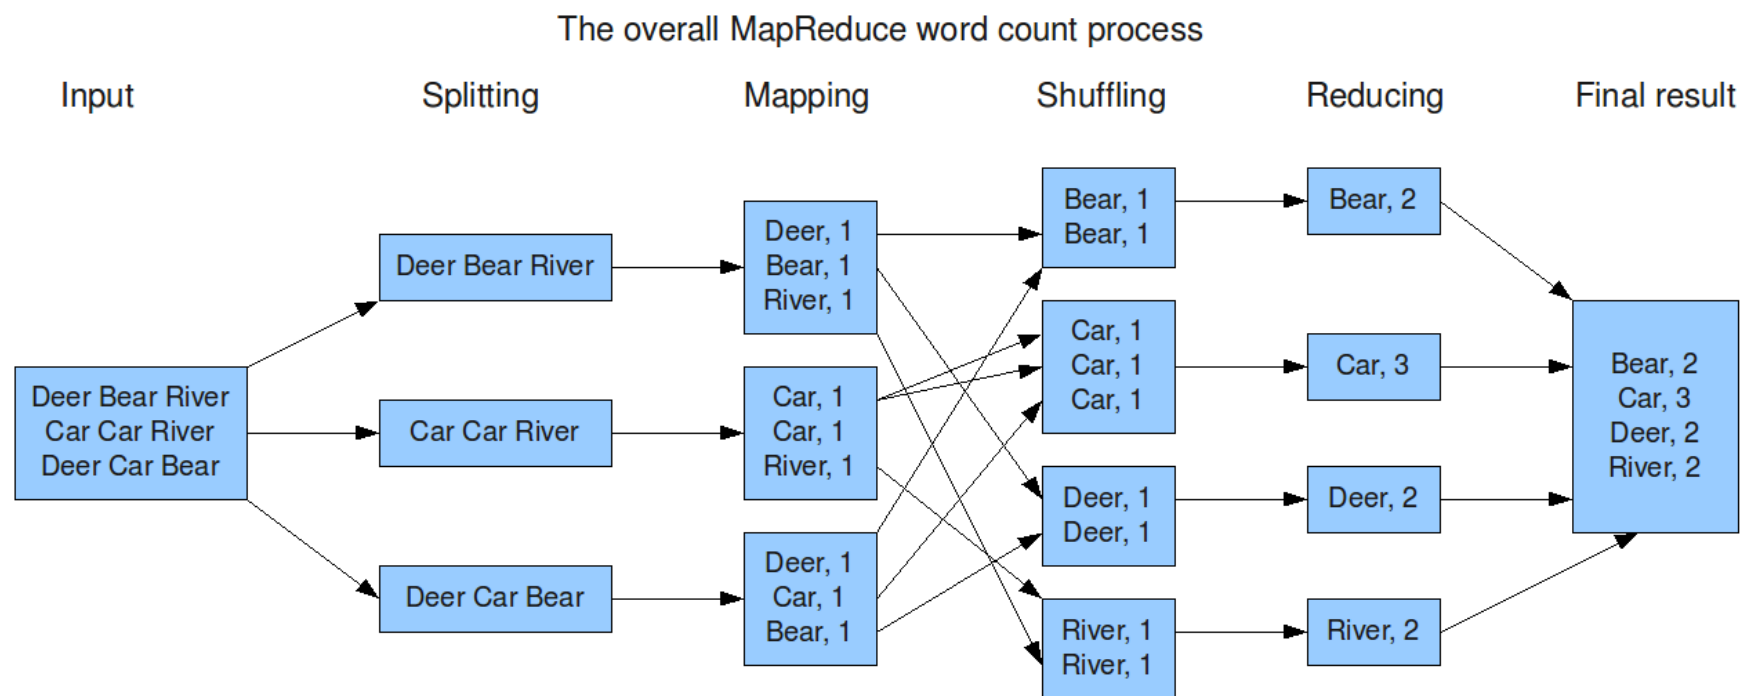 The overall MapReduce word count process
Input
Splitting
Mapping
Shuffling
Reducing
Final result
Deer Bear River
Car Car River
Deer Car Bear
Deer Bear River
Car Car River
Deer Car Bear
Deer, 1
Bear, 1
River, 1
Car, 1
Car, 1
River, 1
Deer, 1
Car, 1
Bear, 1
Bear, 1
Bear, 1
Car, 1
Car, 1
Car, 1
Deer, 1
Deer, 1
River, 1
River, 1
Bear, 2
Car, 3
Deer, 2
River, 2
Bear, 2
Car, 3
Deer, 2
River, 2